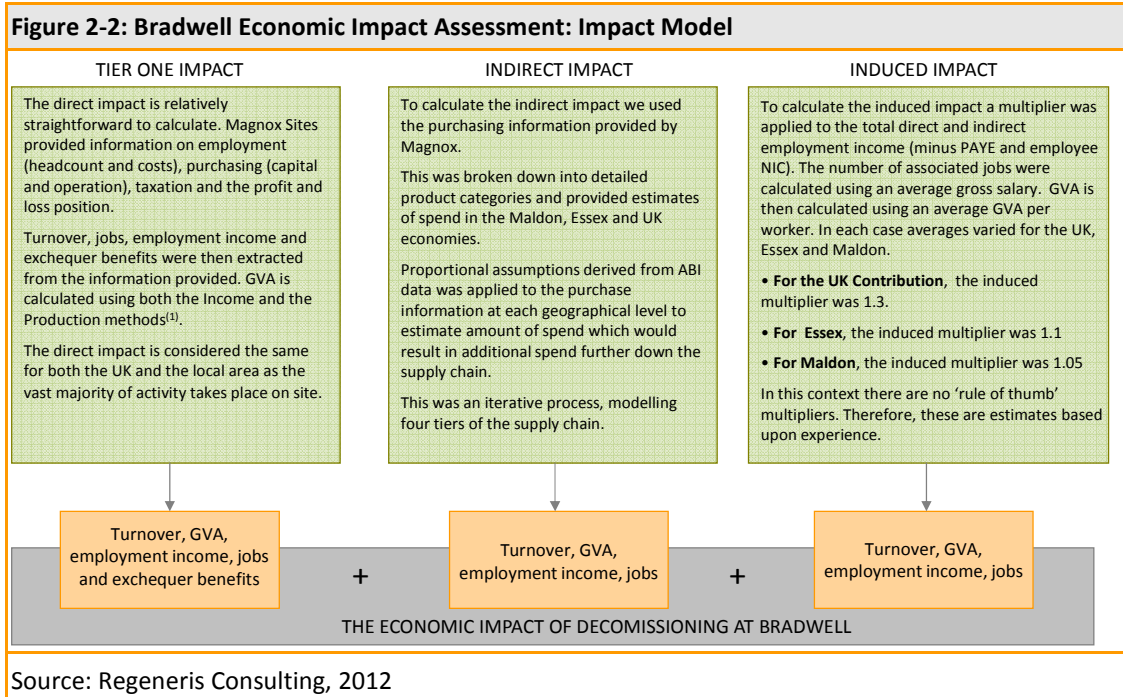 Figure 2-2: Bradwell Economic Impact Assessment: Impact Model
TIER ONE IMPACT
The direct impact is relatively
straightforward to calculate. Magnox Sites
provided information on employment
(headcount and costs), purchasing (capital
and operation), taxation and the profit and
loss position.
Turnover, jobs, employment income and
exchequer benefits were then extracted
from the information provided. GVA is
calculated using both the Income and the
Production methods(1).
The direct impact is considered the same
for both the UK and the local area as the
vast majority of activity takes place on site.
Turnover, GVA,
employment income, jobs
and exchequer benefits
+
INDIRECT IMPACT
To calculate the indirect impact we used
the purchasing information provided by
Magnox.
This was broken down into detailed
product categories and provided estimates
of spend in the Maldon, Essex and UK
economies.
Proportional assumptions derived from ABI
data was applied to the purchase
information at each geographical level to
estimate amount of spend which would
result in additional spend further down the
supply chain.
This was an iterative process, modelling
four tiers of the supply chain.
Turnover, GVA,
employment income, jobs
+
INDUCED IMPACT
To calculate the induced impact a multiplier was
applied to the total direct and indirect
employment income (minus PAYE and employee
NIC). The number of associated jobs were
calculated using an average gross salary. GVA is
then calculated using an average GVA per
worker. In each case averages varied for the UK,
Essex and Maldon.
• For the UK Contribution, the induced
multiplier was 1.3.
• For Essex, the induced multiplier was 1.1
• For Maldon, the induced multiplier was 1.05
In this context there are no ‘rule of thumb’
multipliers. Therefore, these are estimates based
upon experience.
Turnover, GVA,
employment income, jobs
THE ECONOMIC IMPACT OF DECOMISSIONING AT BRADWELL
Source: Regeneris Consulting, 2012